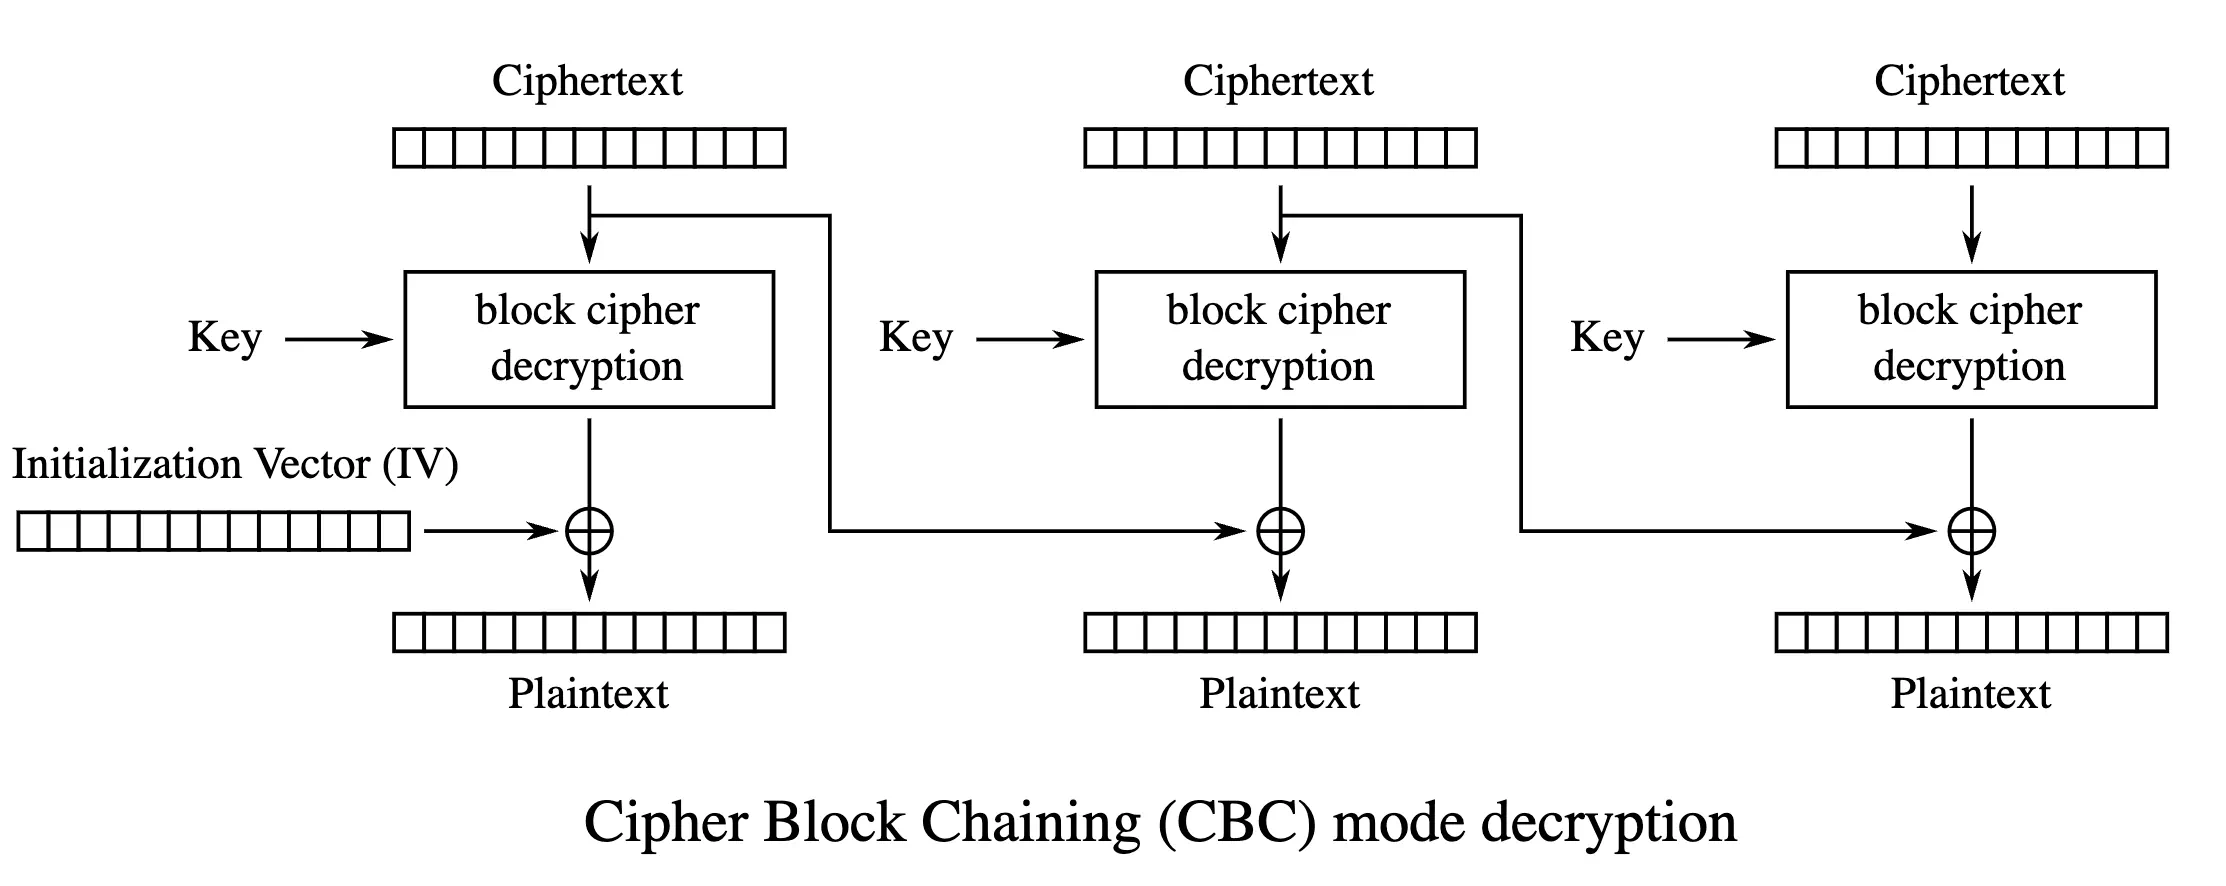 Ciphertext
Ciphertext
Ciphertext
Key
block cipher
decryption
Key
block cipher
decryption
Key
block cipher
decryption
Initialization Vector (IV)
Plaintext
Plaintext
Plaintext
Cipher Block Chaining (CBC) mode decryption